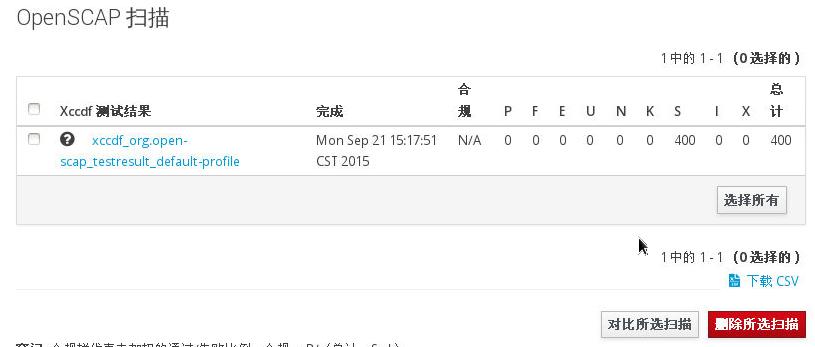 OpenSCAP 扫描
1中的 1 - 1 (0 选择的 )
Xccdf 测试结果 完成 合规 P F E U N K S I X 总计
xccdf_org.open-scap_testresult_default-profile Mon Sep 21 15:17:51 CST 2015 N/A 0 0 0 0 0 0 400 0 0 400
选择所有
1中的 1 - 1 (0 选择的 )
下载 CSV
对比所选扫描 删除所选扫描